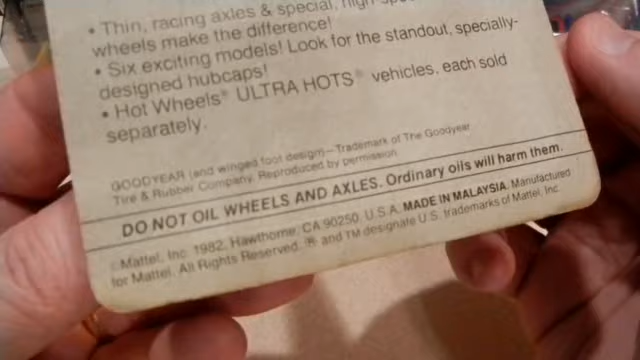 • Thin, racing axles & special, high-
wheels make the difference!
• Six exciting models! Look for the standout, specially-
designed hubcaps!
• Hot Wheels® ULTRA HOTS® vehicles, each sold
separately.
GOODYEAR (and winged foot design)—Trademark of The Goodyear
Tire & Rubber Company. Reproduced by permission.
DO NOT OIL WHEELS AND AXLES. Ordinary oils will harm them.
©Mattel, Inc. 1982, Hawthorne, CA 90250, U.S.A. MADE IN MALAYSIA. Manufactured
for Mattel. All Rights Reserved. ® and TM designate U.S. trademarks of Mattel, Inc.